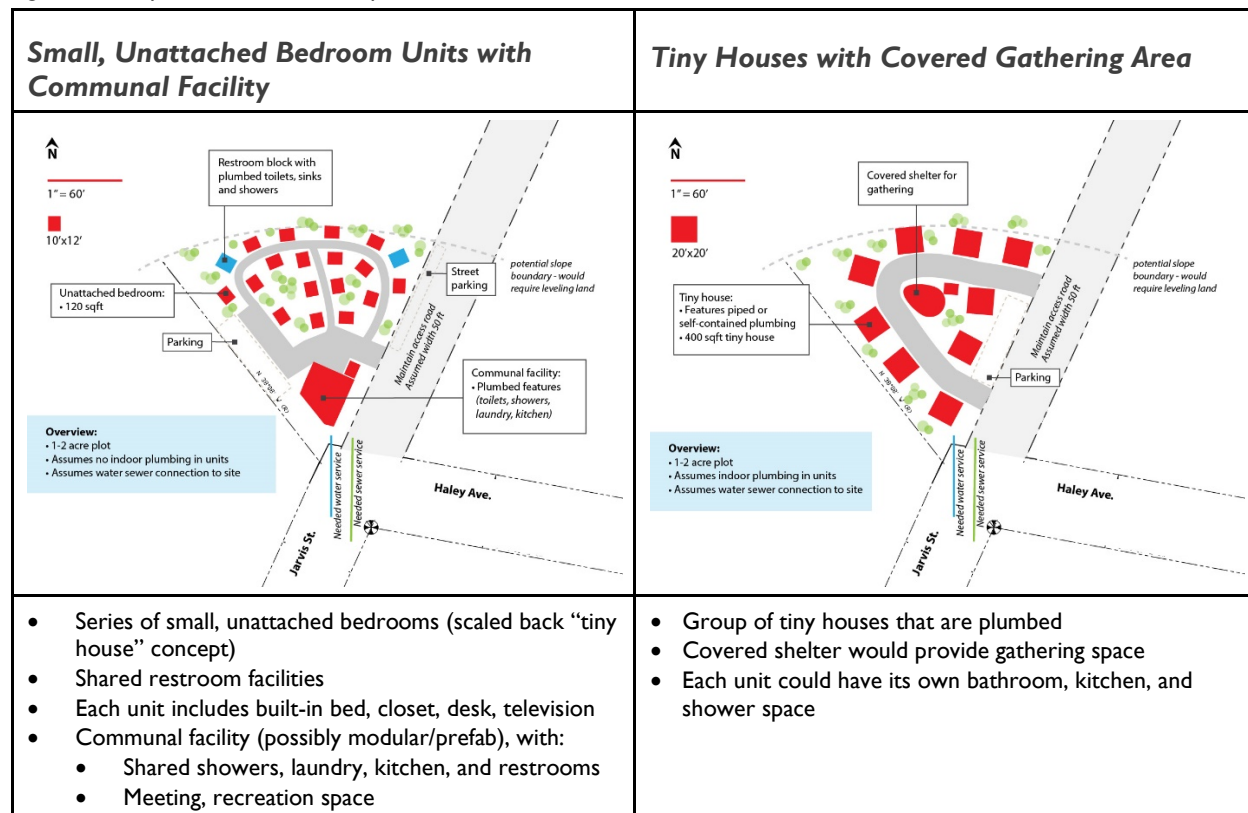 Small, Unattached Bedroom Units with
Communal Facility
Tiny Houses with Covered Gathering Area
N
1" = 60'
10'x12'
Restroom block with
plumbed toilets, sinks
and showers
Unattached bedroom:
• 120 sqft
Parking
Street
parking
potential slope
boundary - would
require leveling land
Maintain access road
Assumed width 50 ft
Communal facility:
• Plumbed features
(toilets, showers,
laundry, kitchen)
Overview:
• 1-2 acre plot
• Assumes no indoor plumbing in units
• Assumes water sewer connection to site
Needed water service
Needed sewer service
Haley Ave.
Jarvis St.
N
1" = 60'
20'x20'
Covered shelter for
gathering
Tiny house:
• Features piped or
self-contained plumbing
• 400 sqft tiny house
potential slope
boundary - would
require leveling land
Maintain access road
Assumed width 50 ft
Parking
Overview:
• 1-2 acre plot
• Assumes indoor plumbing in units
• Assumes water sewer connection to site
Needed water service
Needed sewer service
Haley Ave.
Jarvis St.
• Series of small, unattached bedrooms (scaled back “tiny
house” concept)
• Shared restroom facilities
• Each unit includes built-in bed, closet, desk, television
• Communal facility (possibly modular/prefab), with:
• Shared showers, laundry, kitchen, and restrooms
• Meeting, recreation space
• Group of tiny houses that are plumbed
• Covered shelter would provide gathering space
• Each unit could have its own bathroom, kitchen, and
shower space